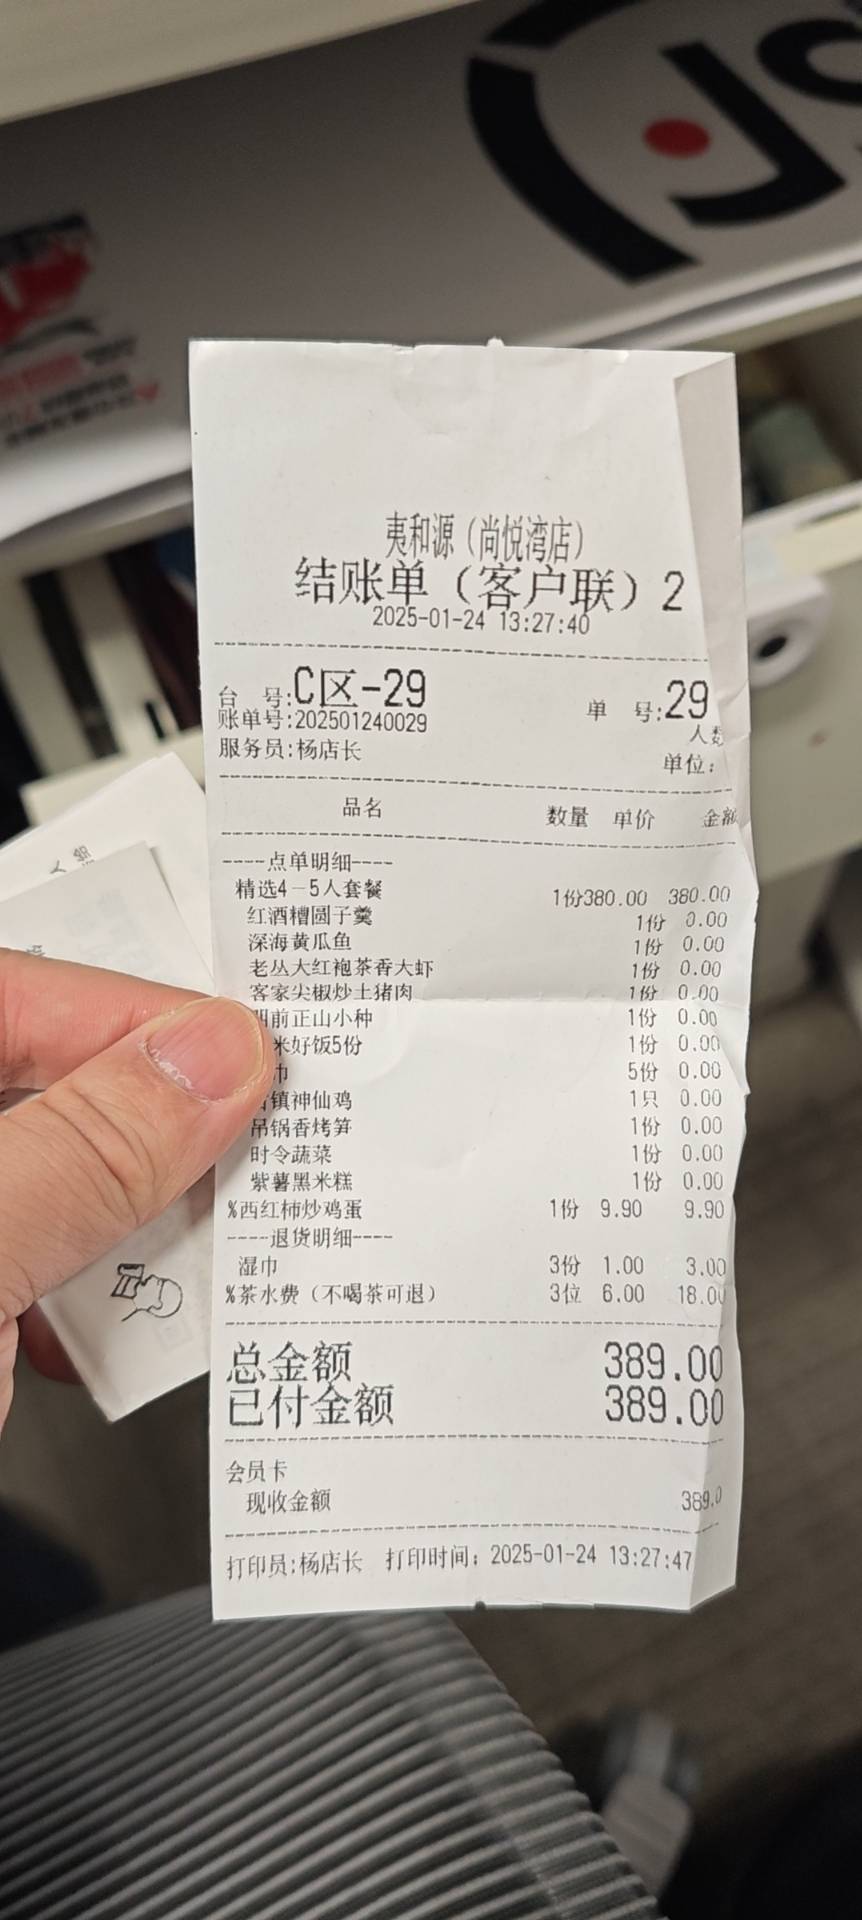 夷和源（尚悦湾店）
结账单（客户联）2
2025-01-24 13:27:40
台 号:C区-29 单 号:29
账单号:202501240029 人数
服务员:杨店长 单位:
品名 数量 单价 金额
----点单明细----
精选4-5人套餐 1份380.00 380.00
红酒糟圆子羹 1份 0.00
深海黄瓜鱼 1份 0.00
老丛大红袍茶香大虾 1份 0.00
客家尖椒炒土猪肉 1份 0.00
前正山小种 1份 0.00
米好饭5份 1份 0.00
巾 5份 0.00
镇神仙鸡 1只 0.00
吊锅香烤笋 1份 0.00
时令蔬菜 1份 0.00
紫薯黑米糕 1份 0.00
%西红柿炒鸡蛋 1份 9.90 9.90
----退货明细----
湿巾 3份 1.00 3.00
%茶水费（不喝茶可退） 3位 6.00 18.00
总金额 389.00
已付金额 389.00
会员卡
现收金额 389.0
打印员:杨店长 打印时间: 2025-01-24 13:27:47